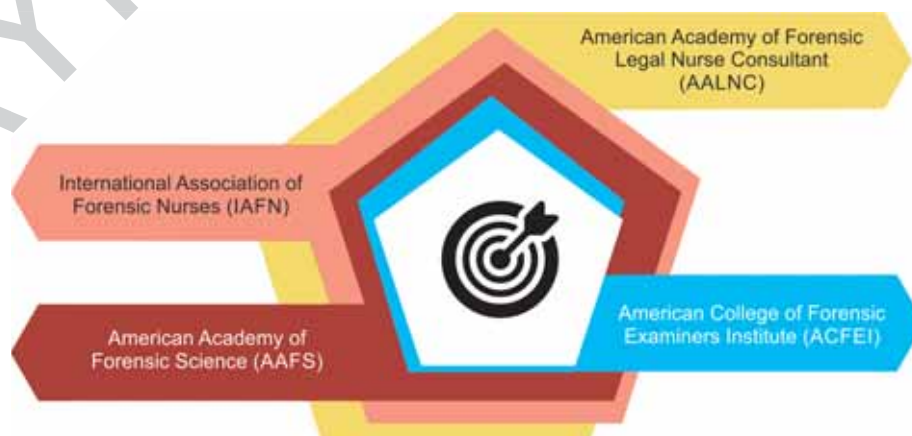 American Academy of Forensic
Legal Nurse Consultant
(AALNC)
International Association of
Forensic Nurses (IAFN)
American Academy of
Forensic Science (AAFS)
American College of Forensic
Examiners Institute (ACFEI)